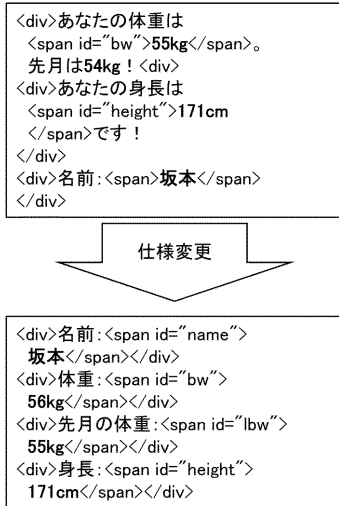 <div>あなたの体重は
<span id="bw">55kg</span>。
先月は54kg！<div>
<div>あなたの身長は
<span id="height">171cm
</span>です！
</div>
<div>名前:<span>坂本</span>
</div>
仕様変更
<div>名前:<span id="name">
坂本</span></div>
<div>体重:<span id="bw">
56kg</span></div>
<div>先月の体重:<span id="lbw">
55kg</span></div>
<div>身長:<span id="height">
171cm</span></div>